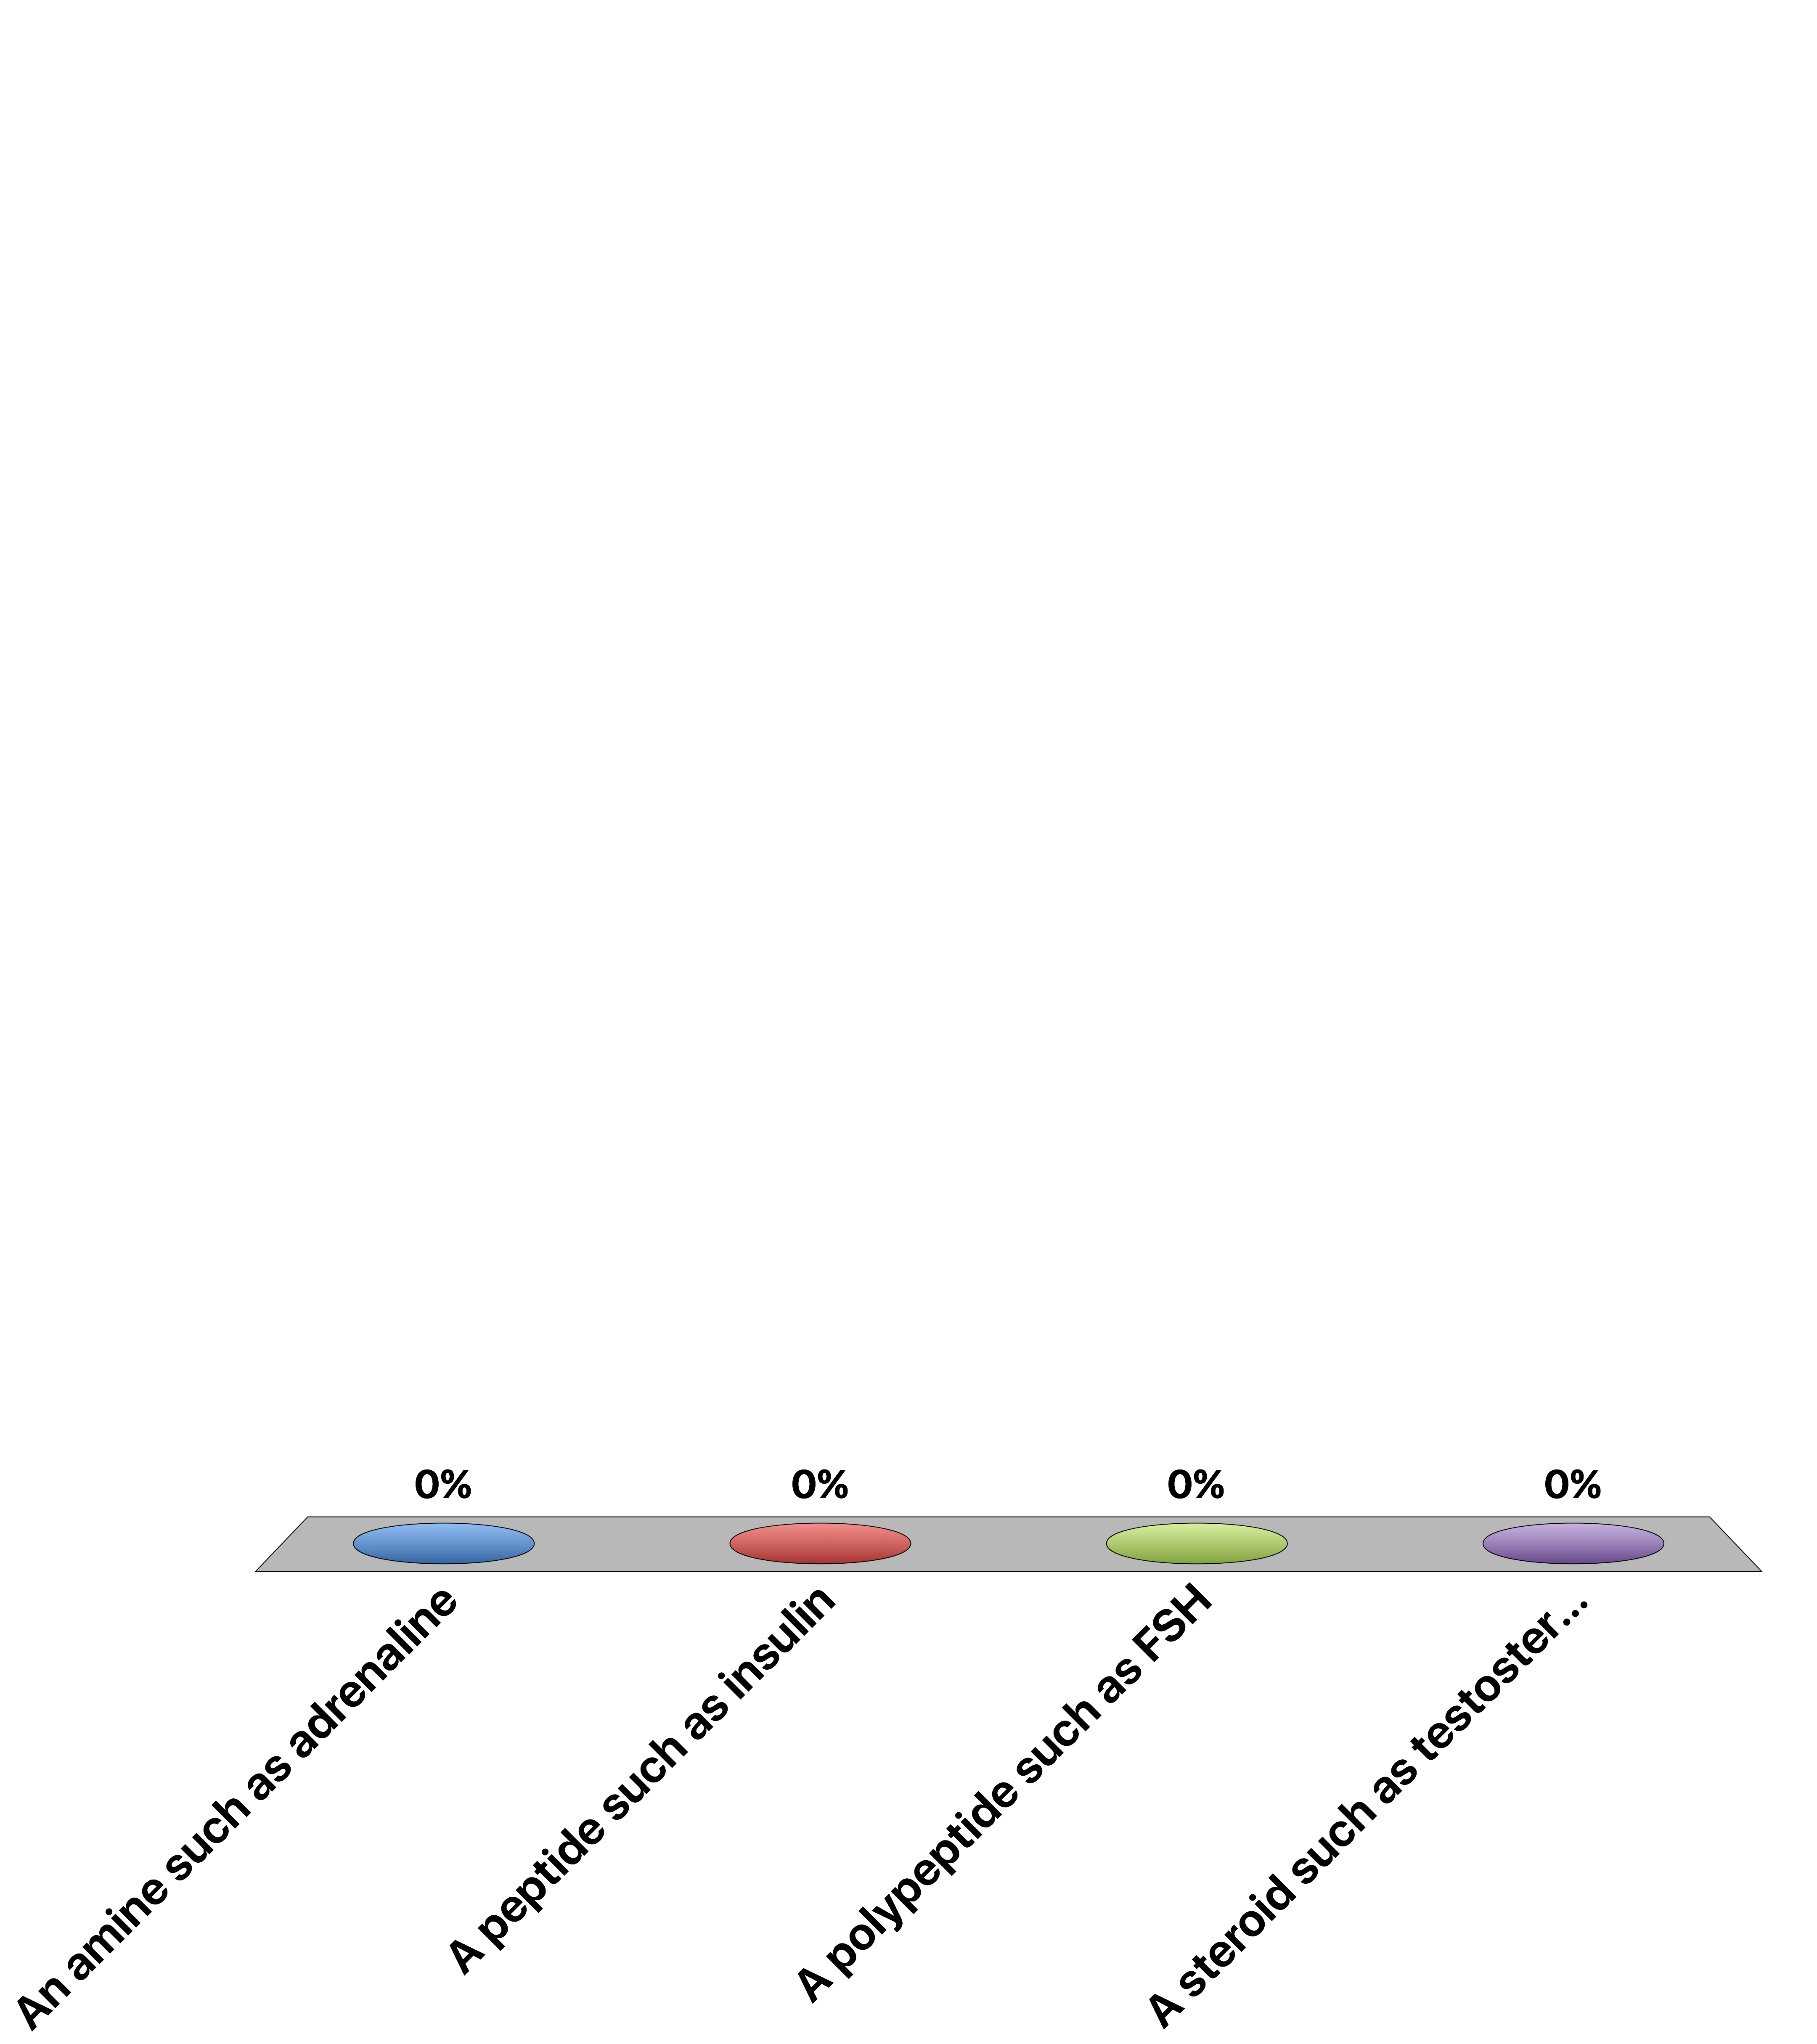 0%
0%
0%
0%
An amine such as adrenaline
A peptide such as insulin
A polypeptide such as FSH
A steroid such as testoster...